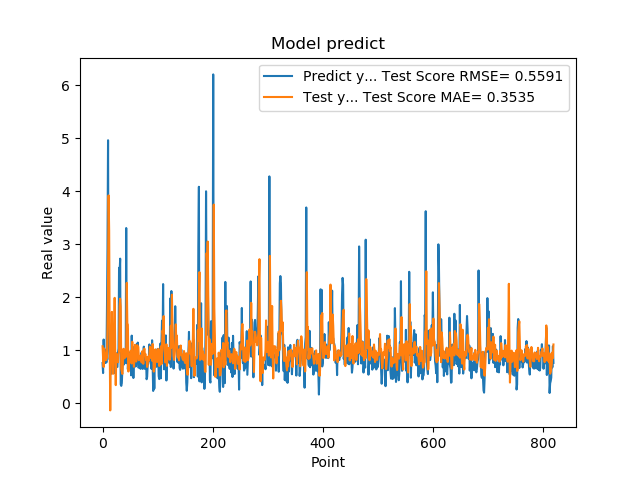 Model predict
Predict y... Test Score RMSE= 0.5591
Test y... Test Score MAE= 0.3535
Real value
6
5
4
3
2
1
0
0 200 400 600 800
Point